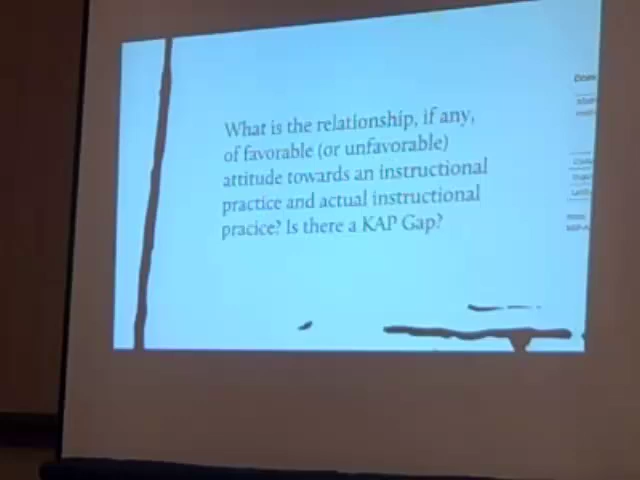 What is the relationship, if any,
of favorable (or unfavorable)
attitude towards an instructional
practice and actual instructional
pracice? Is there a KAP Gap?